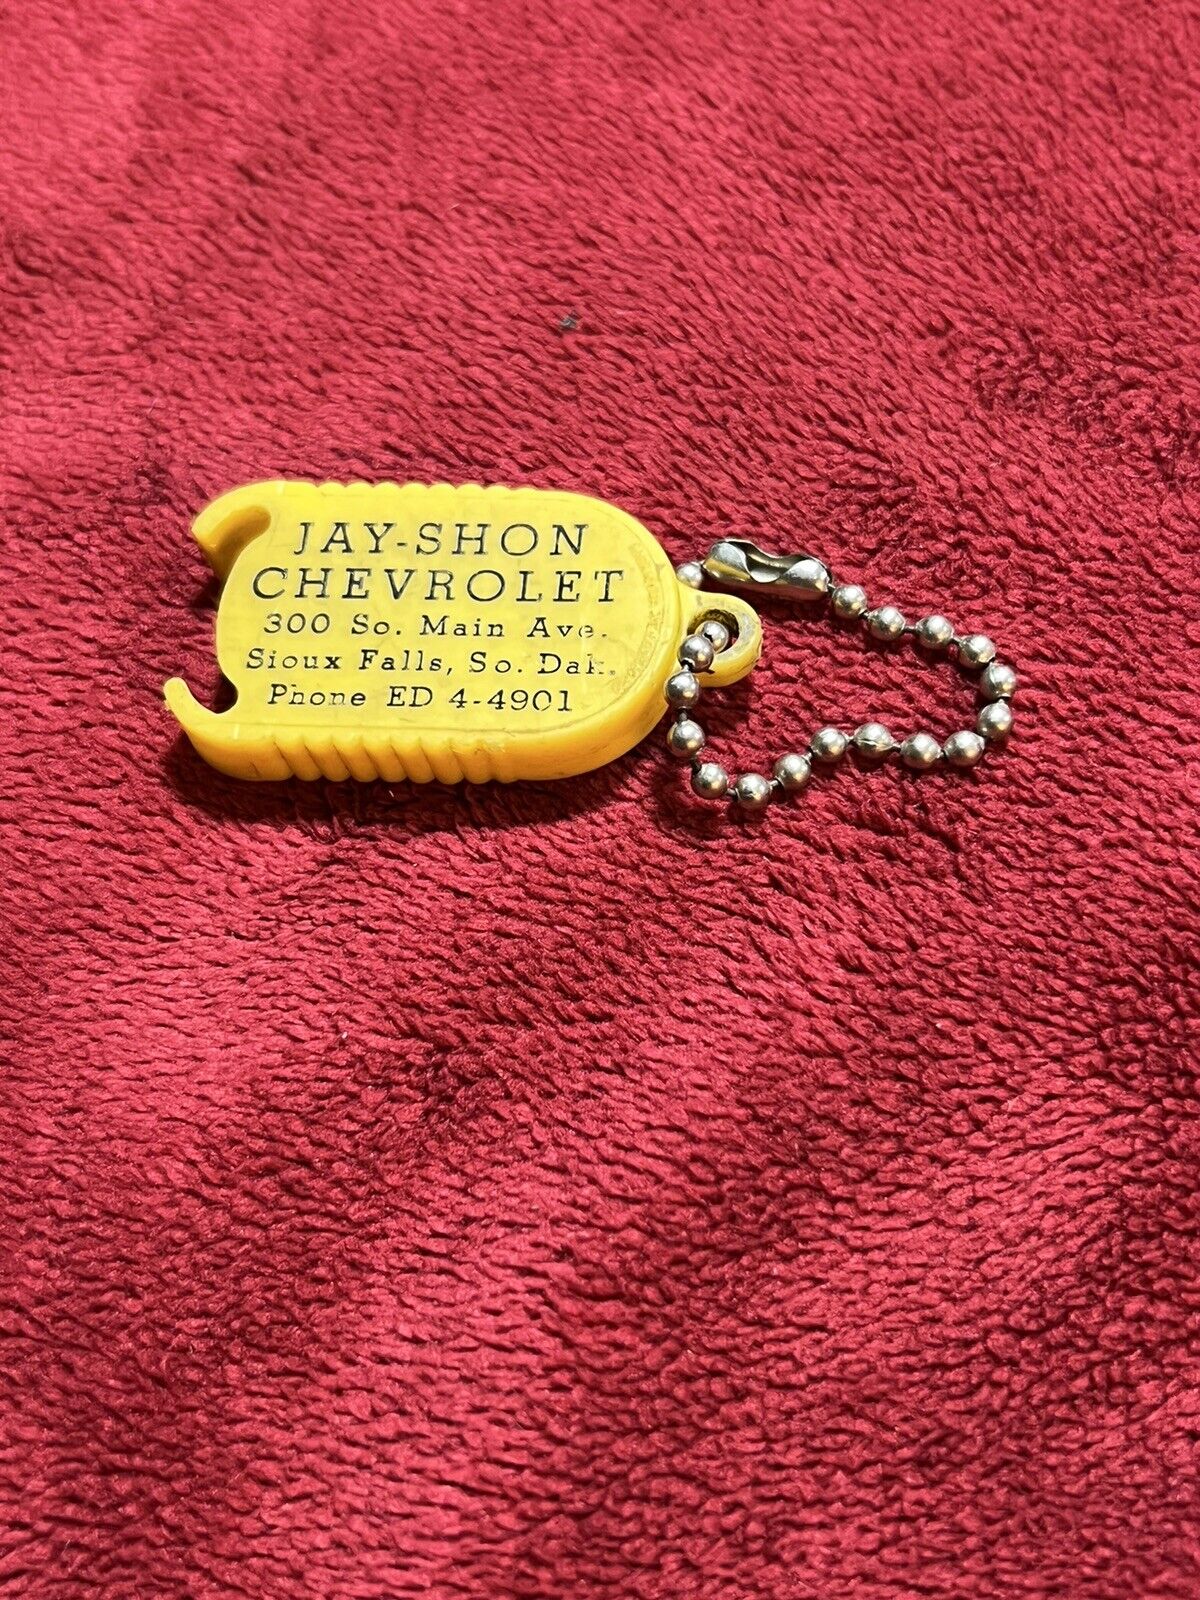 JAY-SHON
CHEVROLET
300 So. Main Ave.
Sioux Falls, So. Dak.
Phone ED 4-4901